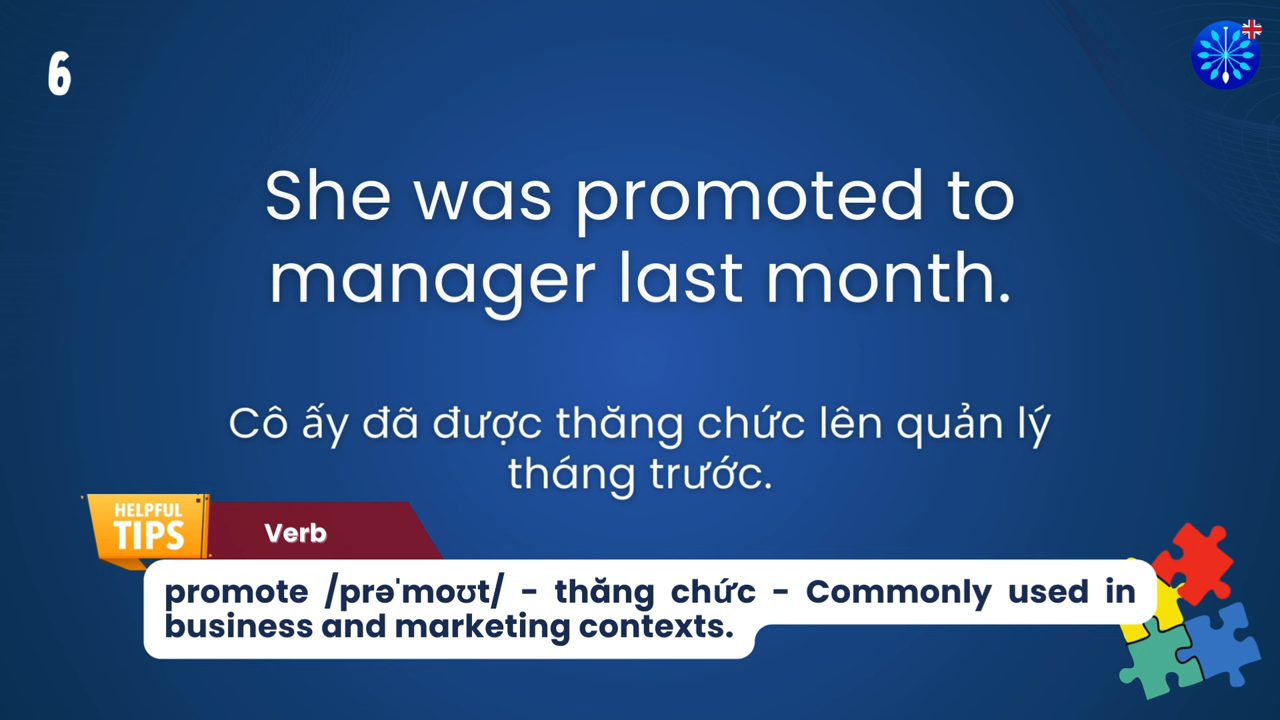 6
She was promoted to
manager last month.
Cô ấy đã được thăng chức lên quản lý
tháng trước.
HELPFUL
TIPS
Verb
promote /prəˈmoʊt/ - thăng chức - Commonly used in
business and marketing contexts.